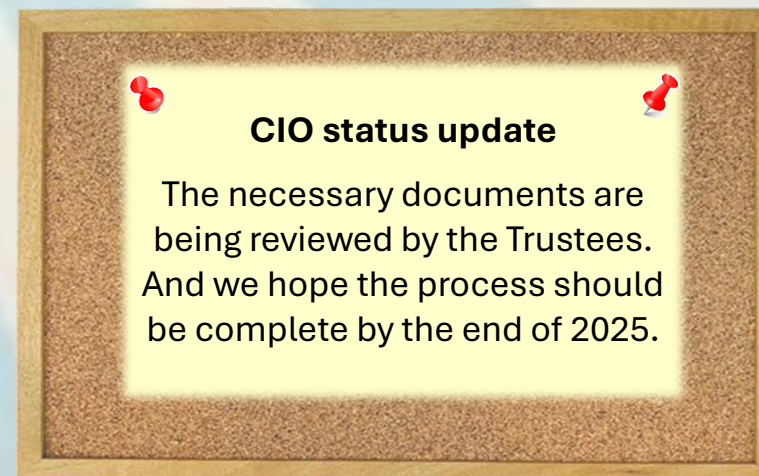 CIO status update
The necessary documents are
being reviewed by the Trustees.
And we hope the process should
be complete by the end of 2025.